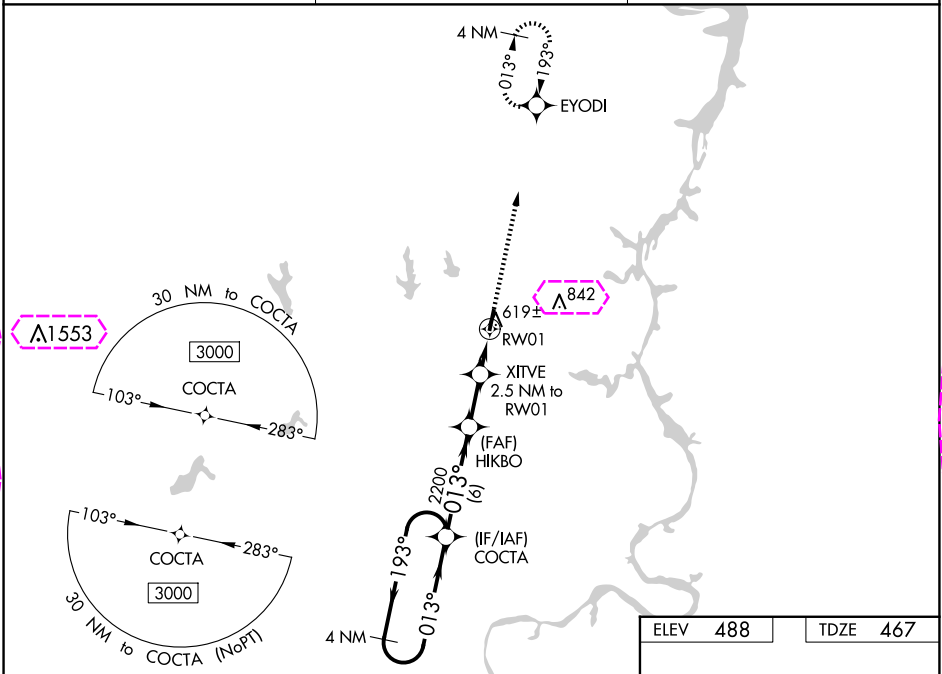 4 NM
013°
193°
EYODI
842
619±
RW01
1553
30 NM to COCTA
3000
COCTA
103°
283°
XITVE
2.5 NM to
RW01
(FAF)
HIKBO
2200
013°
(6)
(IF/IAF)
COCTA
193°
013°
4 NM
103°
283°
COCTA
3000
30 NM to COCTA (NoPT)
ELEV 488
TDZE 467